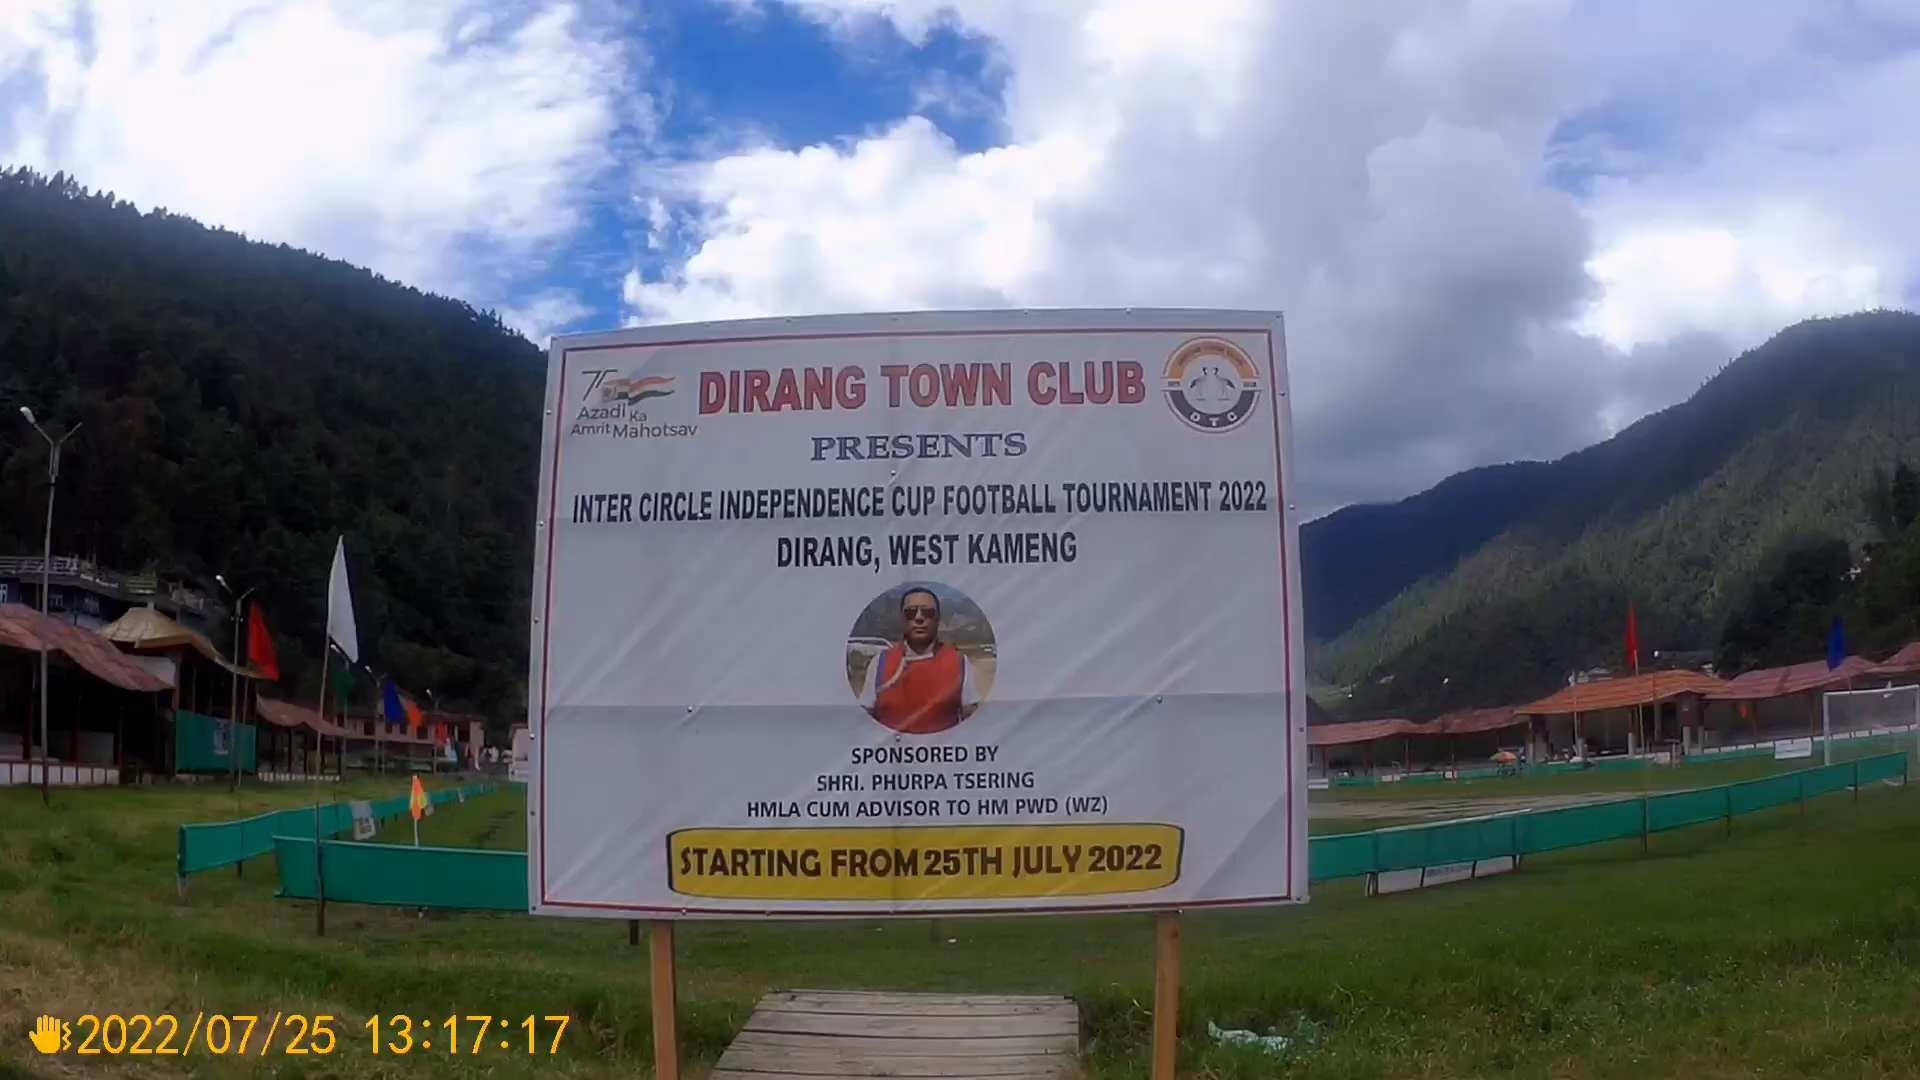 75
Azadi Ka
Amrit Mahotsav
DIRANG TOWN CLUB
DTC
PRESENTS
INTER CIRCLE INDEPENDENCE CUP FOOTBALL TOURNAMENT 2022
DIRANG, WEST KAMENG
SPONSORED BY
SHRI. PHURPA TSERING
HMLA CUM ADVISOR TO HM PWD (WZ)
STARTING FROM 25TH JULY 2022
2022/07/25 13:17:17